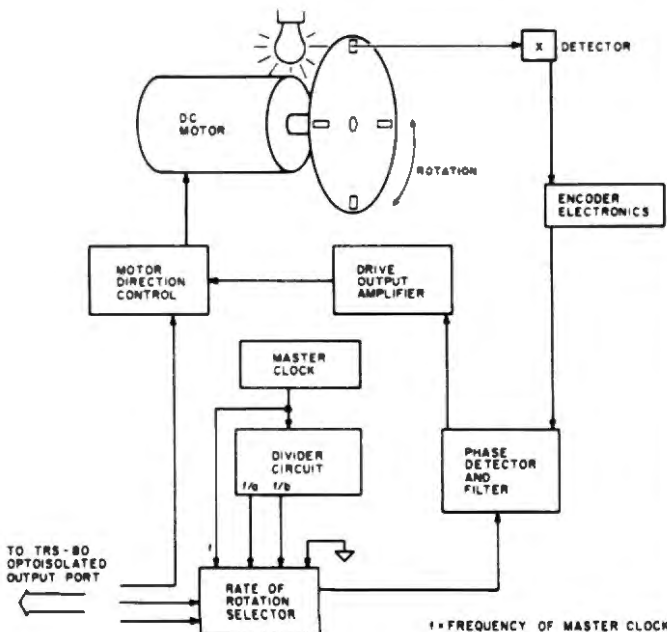 X
DETECTOR
DC
MOTOR
ROTATION
ENCODER
ELECTRONICS
MOTOR
DIRECTION
CONTROL
DRIVE
OUTPUT
AMPLIFIER
MASTER
CLOCK
DIVIDER
CIRCUIT
f/a f/b
PHASE
DETECTOR
AND
FILTER
f
TO TRS-80
OPTOISOLATED
OUTPUT PORT
RATE OF
ROTATION
SELECTOR
f = FREQUENCY OF MASTER CLOCK